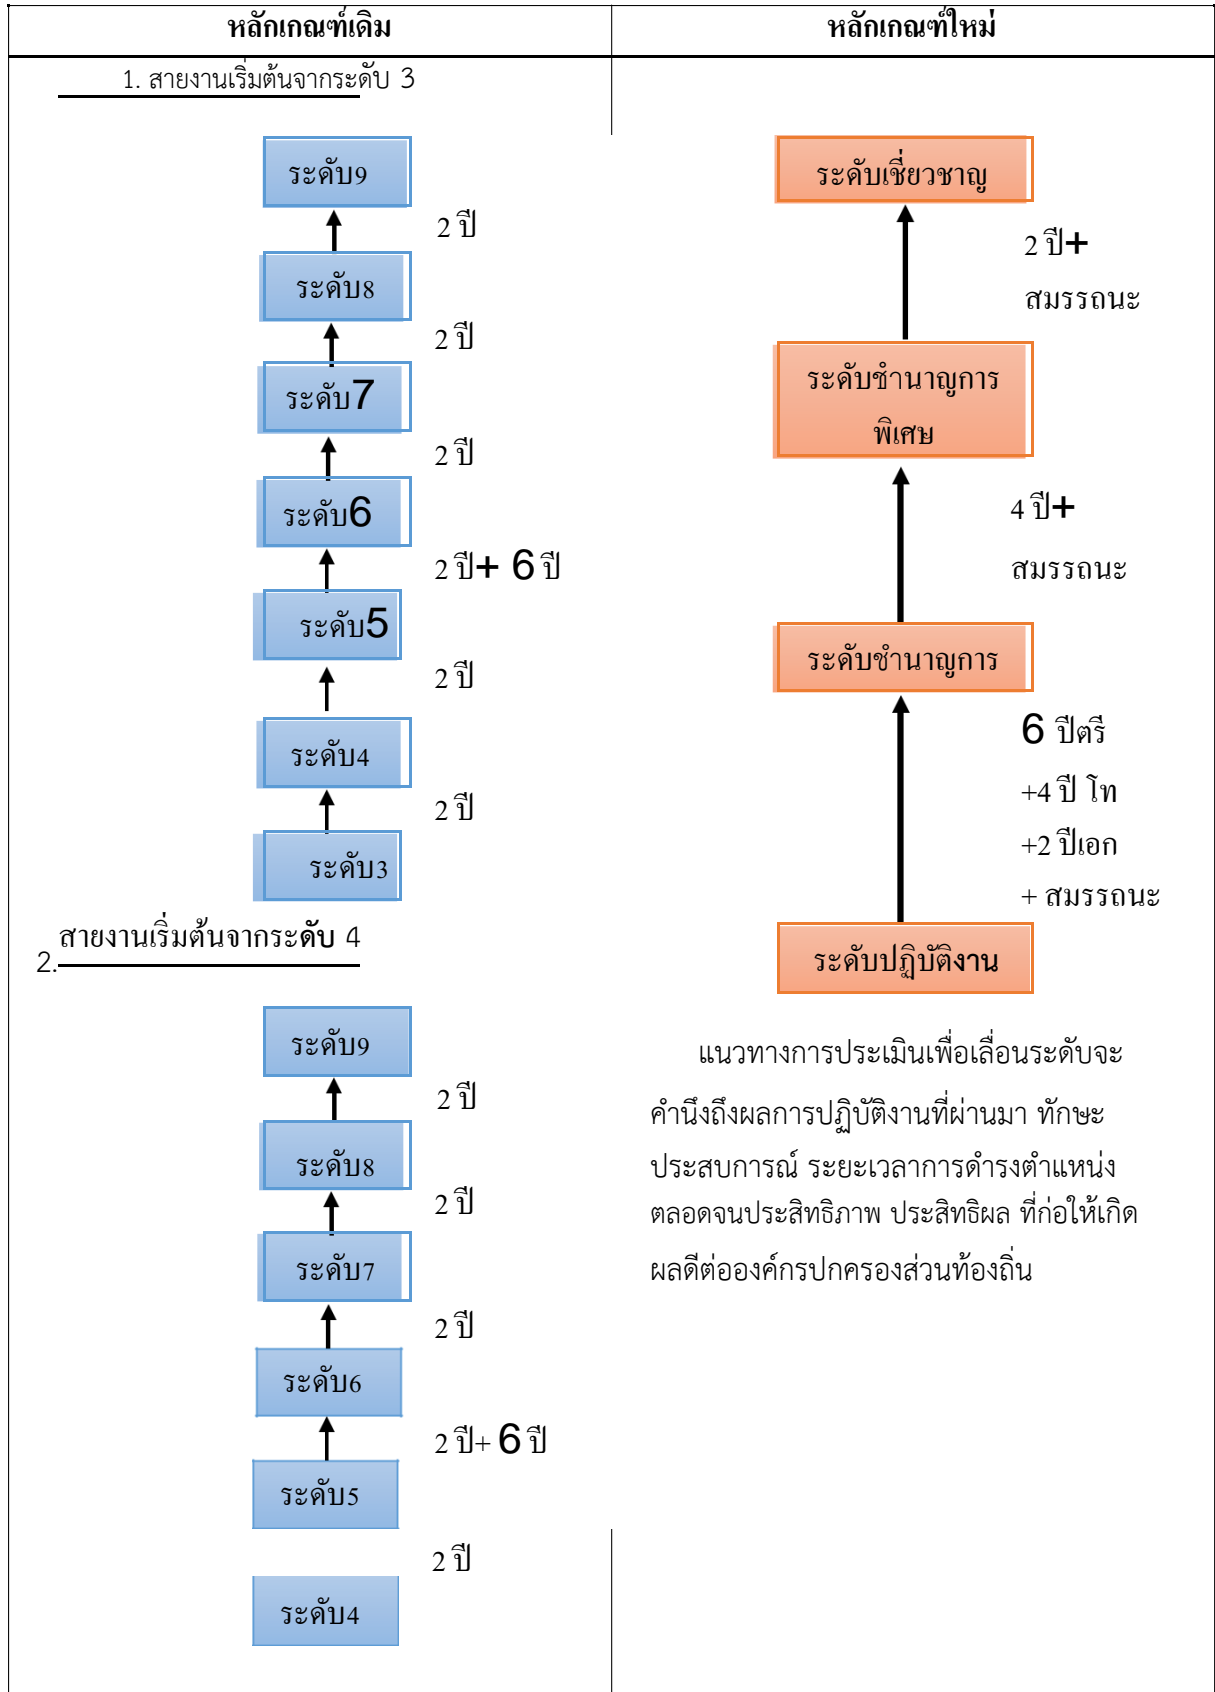 หลักเกณฑ์เดิม
หลักเกณฑ์ใหม่
1. สายงานเริ่มต้นจากระดับ 3
ระดับ9
2 ปี
ระดับ8
2 ปี
ระดับ7
2 ปี
ระดับ6
2 ปี+ 6 ปี
ระดับ5
2 ปี
ระดับ4
2 ปี
ระดับ3
2. สายงานเริ่มต้นจากระดับ 4
ระดับ9
2 ปี
ระดับ8
2 ปี
ระดับ7
2 ปี
ระดับ6
2 ปี+ 6 ปี
ระดับ5
2 ปี
ระดับ4
ระดับเชี่ยวชาญ
2 ปี+
สมรรถนะ
ระดับชำนาญการ
พิเศษ
4 ปี+
สมรรถนะ
ระดับชำนาญการ
6 ปีตรี
+4 ปี โท
+2 ปีเอก
+ สมรรถนะ
ระดับปฏิบัติงาน
แนวทางการประเมินเพื่อเลื่อนระดับจะ
คำนึงถึงผลการปฏิบัติงานที่ผ่านมา ทักษะ
ประสบการณ์ ระยะเวลาการดำรงตำแหน่ง
ตลอดจนประสิทธิภาพ ประสิทธิผล ที่ก่อให้เกิด
ผลดีต่อองค์กรปกครองส่วนท้องถิ่น